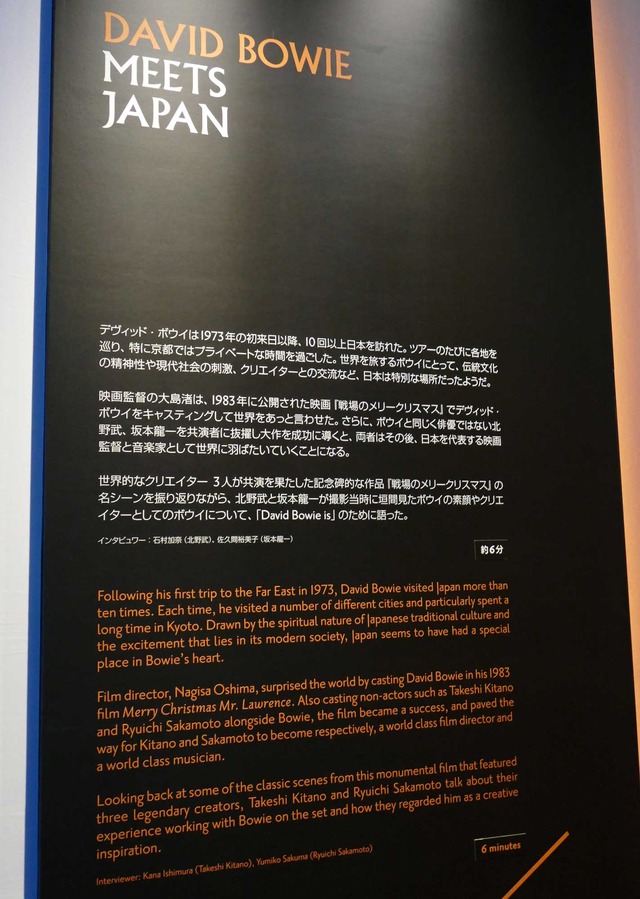 DAVID BOWIE
MEETS
JAPAN
デヴィッド・ボウイは1973年の初来日以降、10回以上日本を訪れた。ツアーのたびに各地を
巡り、特に京都ではプライベートな時間を過ごした。世界を旅するボウイにとって、伝統文化
の精神性や現代社会の刺激、クリエイターとの交流など、日本は特別な場所だったようだ。
映画監督の大島渚は、1983年に公開された映画『戦場のメリークリスマス』でデヴィッド・
ボウイをキャスティングして世界をあっと言わせた。さらに、ボウイと同じく俳優ではない北
野武、坂本龍一を共演者に抜擢し大作を成功に導くと、両者はその後、日本を代表する映画
監督と音楽家として世界に羽ばたいていくことになる。
世界的なクリエイター 3人が共演を果たした記念碑的な作品『戦場のメリークリスマス』の
名シーンを振り返りながら、北野武と坂本龍一が撮影当時に垣間見たボウイの素顔やクリエ
イターとしてのボウイについて、「David Bowie is」のために語った。
インタビュワー：石村加奈（北野武）、佐久間裕美子（坂本龍一）
約6分
Following his first trip to the Far East in 1973, David Bowie visited Japan more than
ten times. Each time, he visited a number of different cities and particularly spent a
long time in Kyoto. Drawn by the spiritual nature of Japanese traditional culture and
the excitement that lies in its modern society, Japan seems to have had a special
place in Bowie's heart.
Film director, Nagisa Oshima, surprised the world by casting David Bowie in his 1983
film Merry Christmas Mr. Lawrence. Also casting non-actors such as Takeshi Kitano
and Ryuichi Sakamoto alongside Bowie, the film became a success, and paved the
way for Kitano and Sakamoto to become respectively, a world class film director and
a world class musician.
Looking back at some of the classic scenes from this monumental film that featured
three legendary creators, Takeshi Kitano and Ryuichi Sakamoto talk about their
experience working with Bowie on the set and how they regarded him as a creative
inspiration.
Interviewer: Kana Ishimura (Takeshi Kitano), Yumiko Sakuma (Ryuichi Sakamoto)
6 minutes